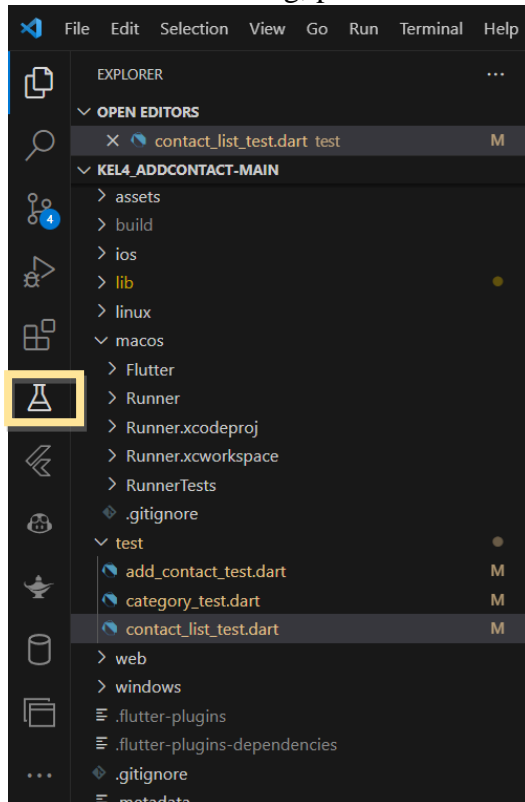 File Edit Selection View Go Run Terminal Help
EXPLORER ...
OPEN EDITORS
contact_list_test.dart test M
KEL4_ADDCONTACT-MAIN
assets
4
build
ios
lib
linux
macos
Flutter
Runner
Runner.xcodeproj
Runner.xcworkspace
RunnerTests
.gitignore
test
add_contact_test.dart M
category_test.dart M
contact_list_test.dart M
web
windows
.flutter-plugins
.flutter-plugins-dependencies
.gitignore
.metadata